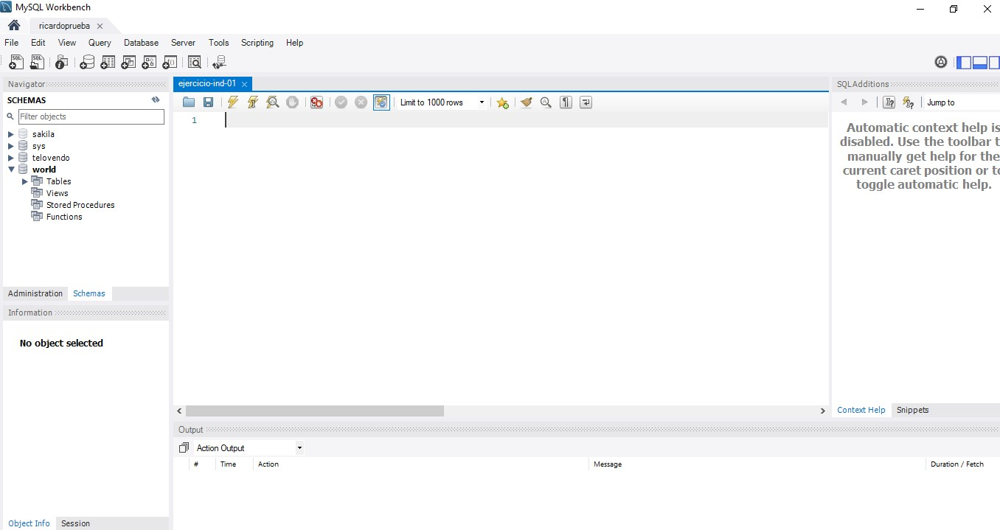 MySQL Workbench
ricardoprueba
File Edit View Query Database Server Tools Scripting Help
Navigator
SCHEMAS
Filter objects
sakila
sys
telovendo
world
Tables
Views
Stored Procedures
Functions
Administration Schemas
Information
No object selected
Object Info Session
ejercicio-ind-01
Limit to 1000 rows
1
Output
Action Output
# Time Action Message Duration / Fetch
SQLAdditions
Jump to
Automatic context help is
disabled. Use the toolbar t
manually get help for the
current caret position or to
toggle automatic help.
Context Help Snippets